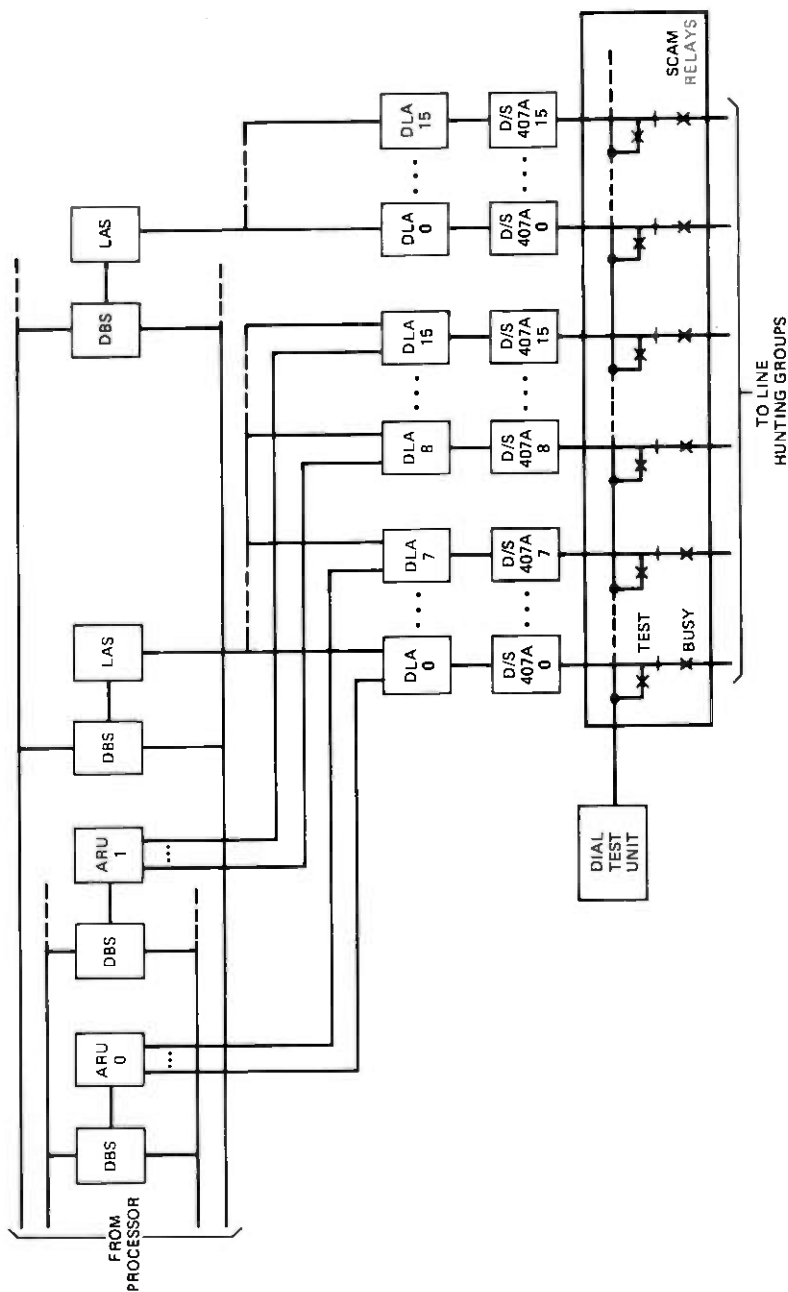 FROM
PROCESSOR
DBS
ARU
0
DBS
ARU
1
DBS
LAS
DBS
LAS
...
...
DLA
0
....
DLA
7
DLA
8
....
DLA
15
DLA
0
....
DLA
15
D/S
407A
0
....
D/S
407A
7
D/S
407A
8
....
D/S
407A
15
D/S
407A
0
....
D/S
407A
15
DIAL
TEST
UNIT
TEST
BUSY
SCAM
RELAYS
TO LINE
HUNTING GROUPS